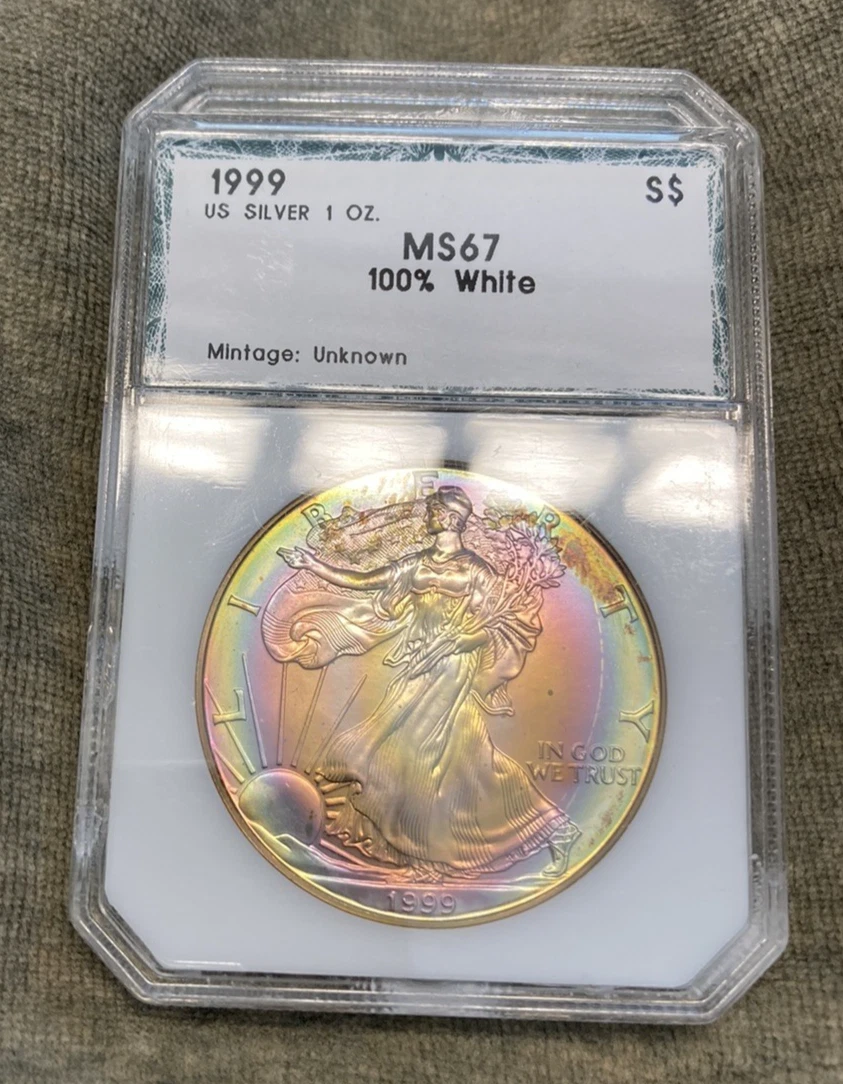 1999 S$
US SILVER 1 OZ.
MS67
100% White
Mintage: Unknown
LIBERTY
IN GOD
WE TRUST
1999